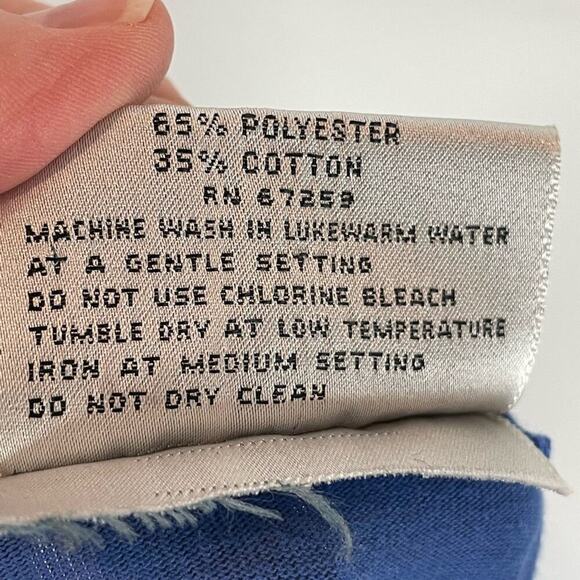 65% POLYESTER
35% COTTON
RN 67259
MACHINE WASH IN LUKEWARM WATER
AT A GENTLE SETTING
DO NOT USE CHLORINE BLEACH
TUMBLE DRY AT LOW TEMPERATURE
IRON AT MEDIUM SETTING
DO NOT DRY CLEAN